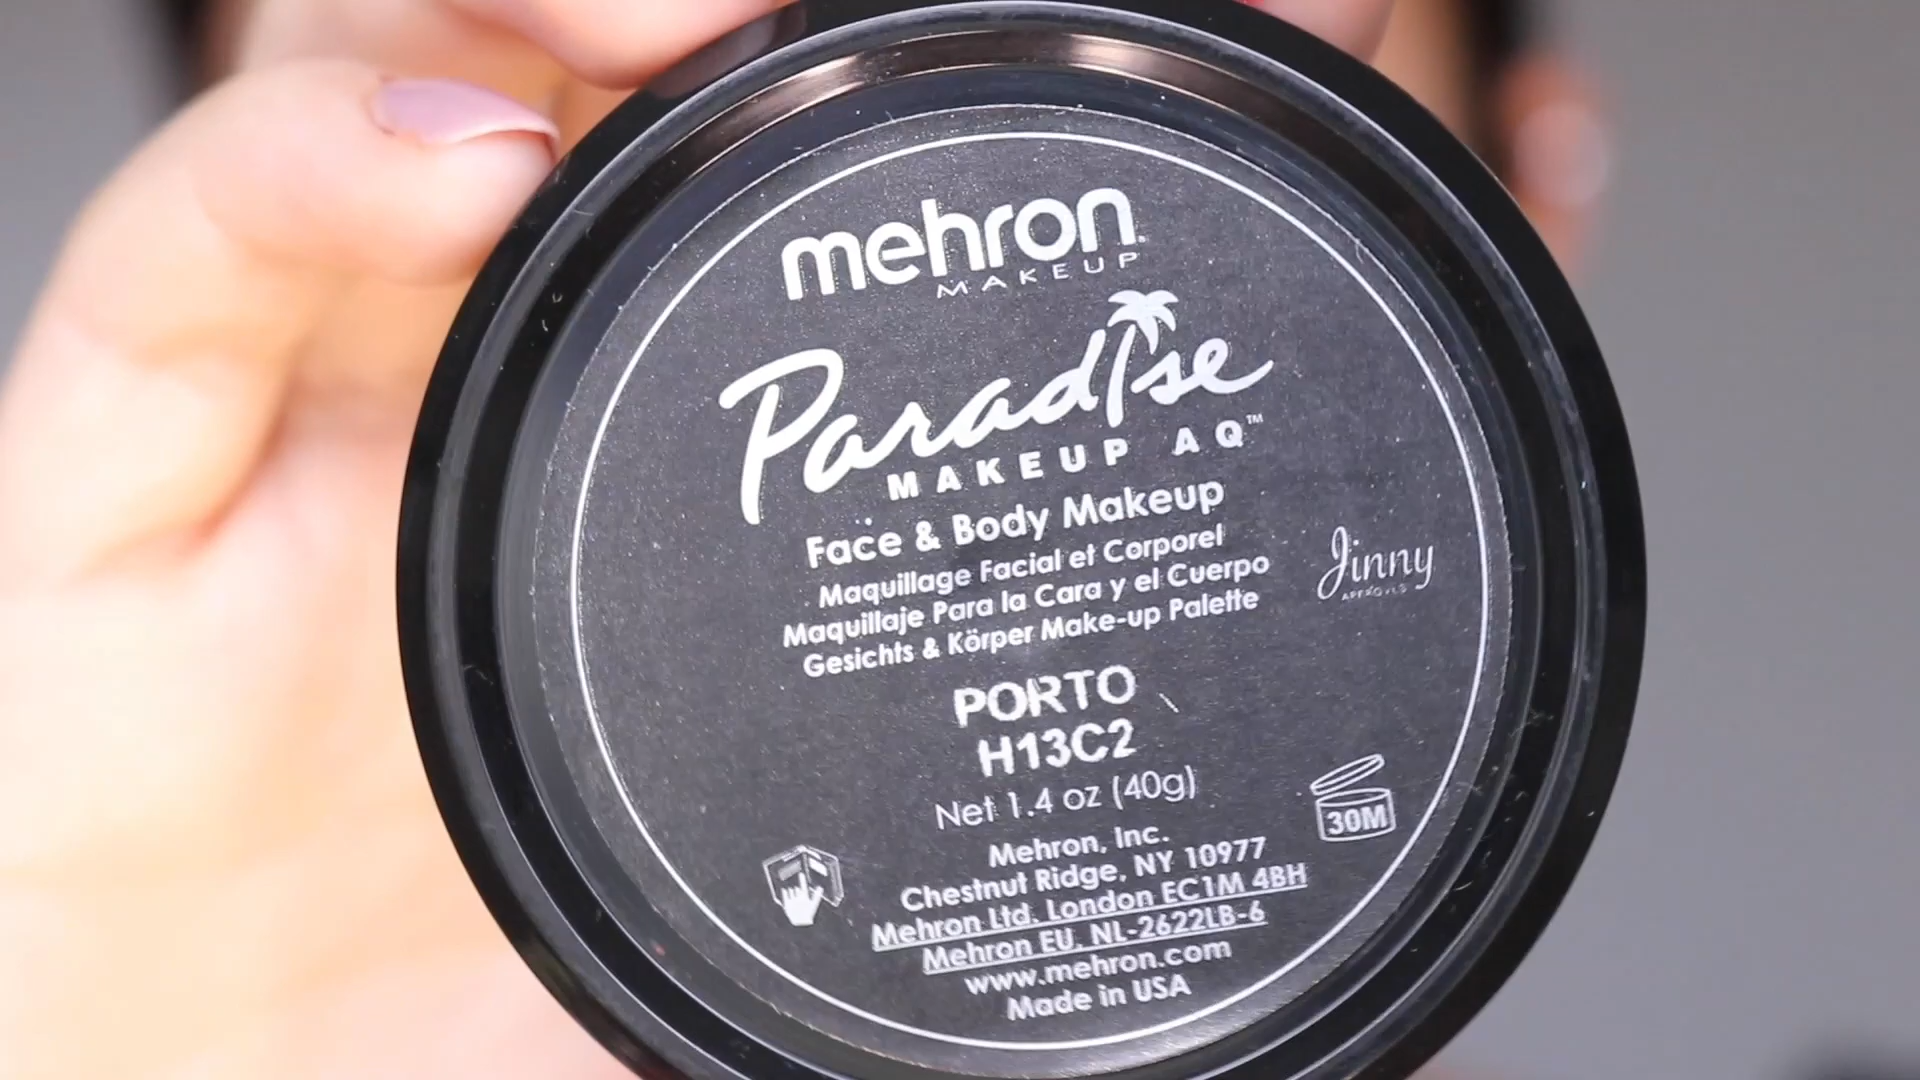 mehron
MAKEUP
Paradise
MAKEUP AQ™
Face & Body Makeup
Maquillage Facial et Corporel
Maquillaje Para la Cara y el Cuerpo
Gesichts & Körper Make-up Palette
Jinny
APPROVED
PORTO
H13C2
Net 1.4 oz (40g)
30M
Mehron, Inc.
Chestnut Ridge, NY 10977
Mehron Ltd. London EC1M 4BH
Mehron EU, NL-2622LB-6
www.mehron.com
Made in USA